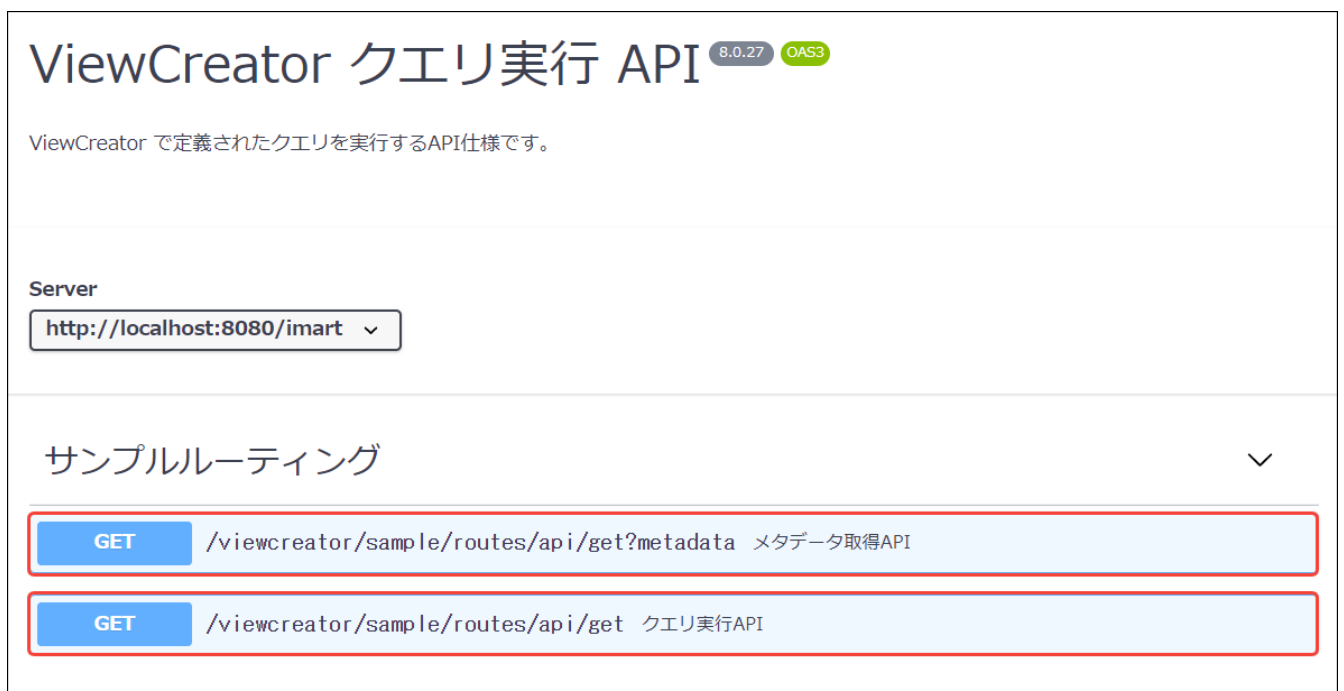 ViewCreator クエリ実行 API 8.0.27 OAS3
ViewCreator で定義されたクエリを実行するAPI仕様です。
Server
http://localhost:8080/imart
サンプルルーティング
GET /viewcreator/sample/routes/api/get?metadata メタデータ取得API
GET /viewcreator/sample/routes/api/get クエリ実行API